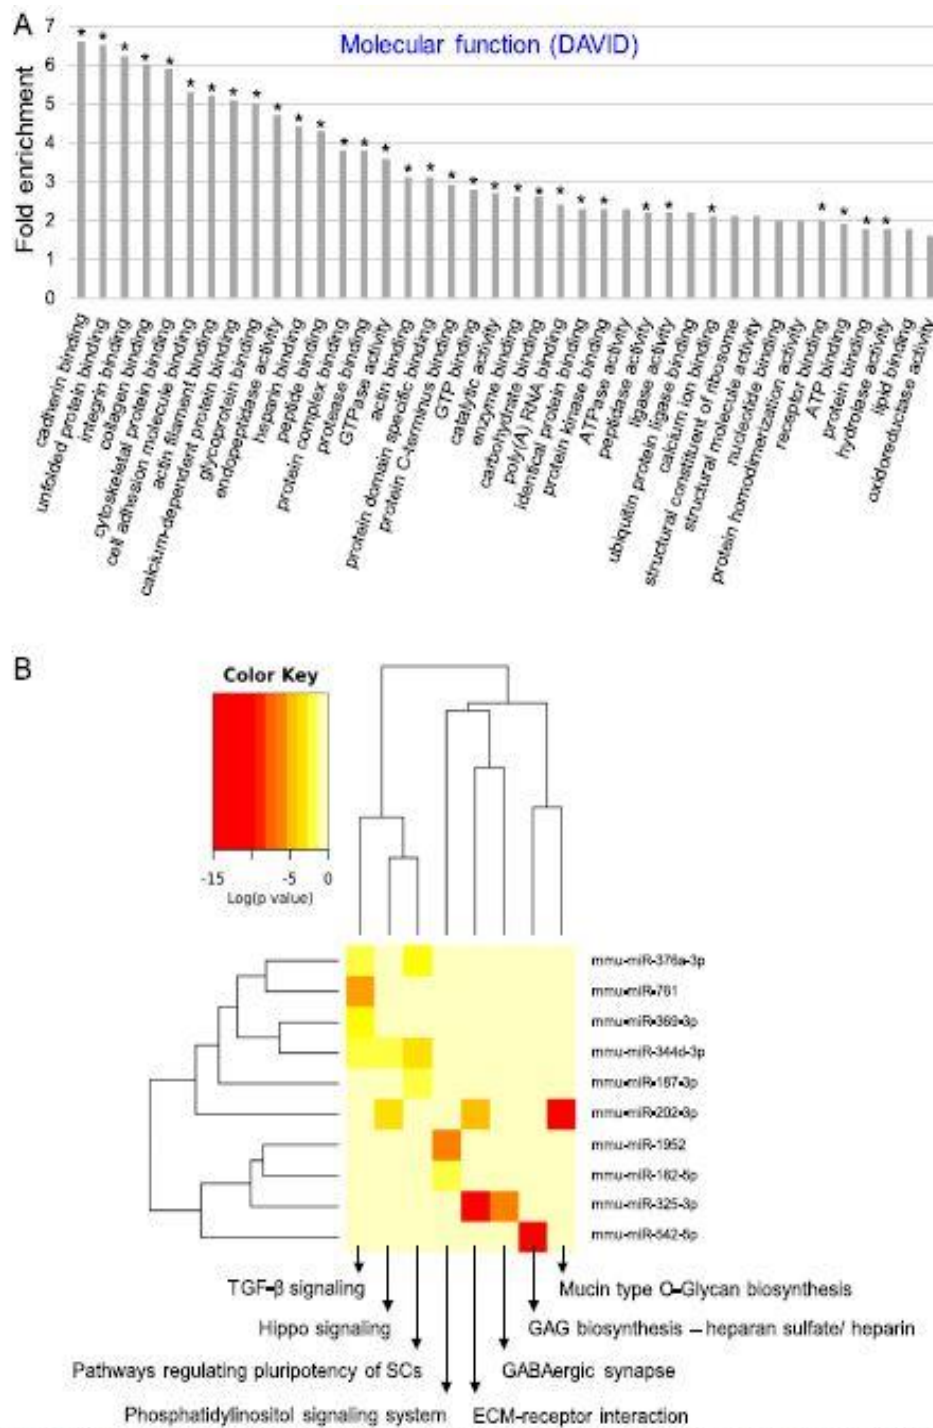 A
Molecular function (DAVID)
Fold enrichment
7
6
5
4
3
2
1
0
cadherin binding
unfolded protein binding
integrin binding
collagen binding
cytoskeletal protein binding
cell adhesion molecule binding
actin filament binding
calcium-dependent protein binding
glycoprotein binding
endopeptidase activity
heparin binding
peptide binding
protein complex binding
protease binding
GTPase activity
actin binding
protein domain specific binding
protein C-terminus binding
GTP binding
catalytic activity
enzyme binding
carbohydrate binding
poly(A) RNA binding
identical protein binding
protein kinase binding
ATPase activity
peptidase activity
ligase activity
ubiquitin protein ligase binding
calcium ion binding
structural constituent of ribosome
structural molecule activity
nucleotide binding
protein homodimerization activity
receptor binding
ATP binding
protein binding
hydrolase activity
lipid binding
oxidoreductase activity
B
Color Key
-15 -5 0
Log(p value)
mmu-miR-376a-3p
mmu-miR-761
mmu-miR-369-3p
mmu-miR-344d-3p
mmu-miR-187-3p
mmu-miR-202-3p
mmu-miR-1952
mmu-miR-182-5p
mmu-miR-325-3p
mmu-miR-542-5p
TGF-β signaling
Mucin type O-Glycan biosynthesis
Hippo signaling
GAG biosynthesis – heparan sulfate/ heparin
Pathways regulating pluripotency of SCs
GABAergic synapse
Phosphatidylinositol signaling system
ECM-receptor interaction